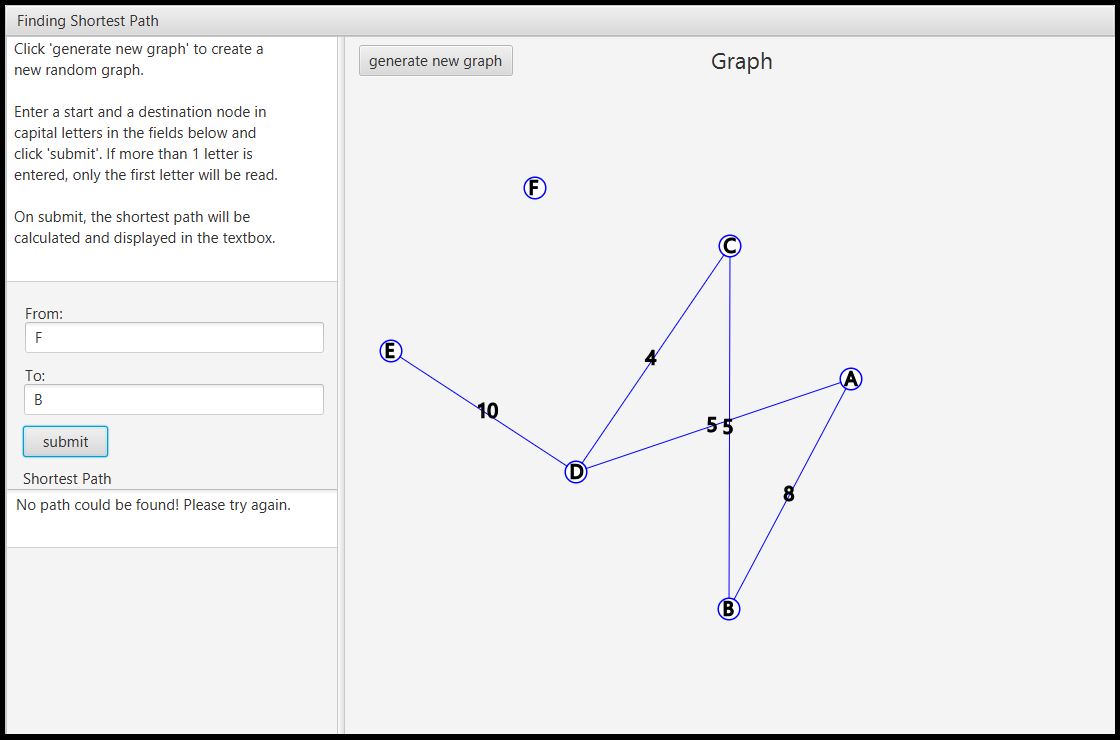 Finding Shortest Path
Click 'generate new graph' to create a
new random graph.
Enter a start and a destination node in
capital letters in the fields below and
click 'submit'. If more than 1 letter is
entered, only the first letter will be read.
On submit, the shortest path will be
calculated and displayed in the textbox.
From:
F
To:
B
submit
Shortest Path
No path could be found! Please try again.
generate new graph
Graph
F
C
E
4
A
10
5
5
D
8
B